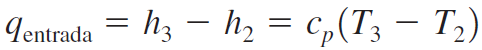 q_entrada = h_3 − h_2 = c_p(T_3 − T_2)